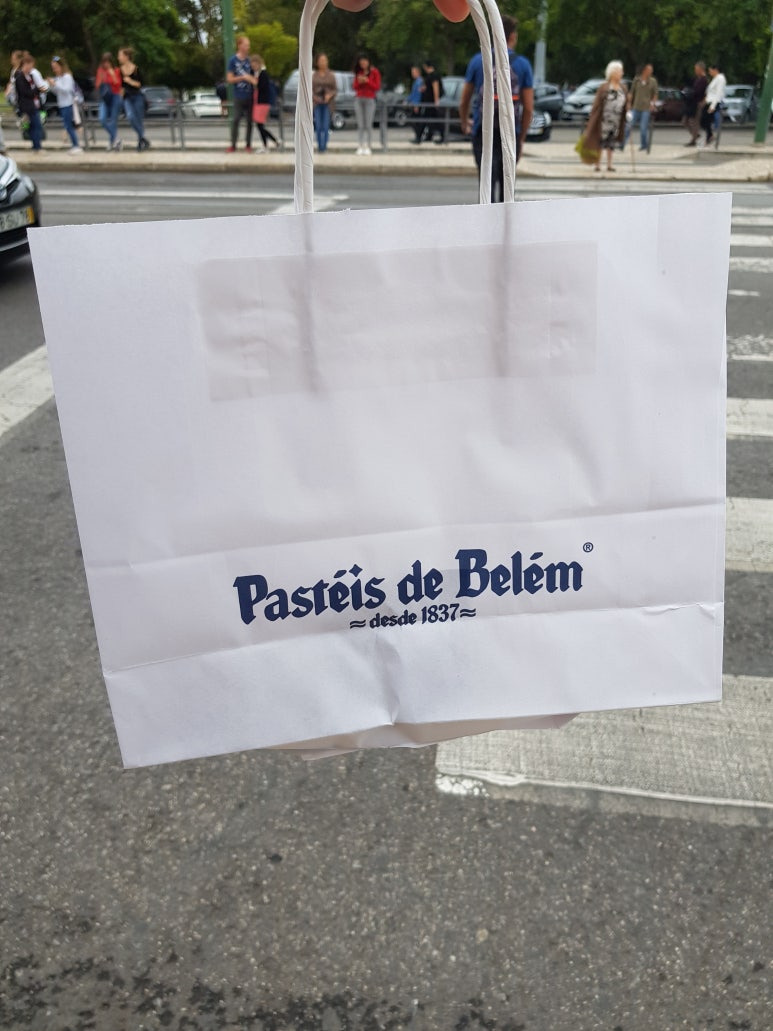 Pastéis de Belém®
≈ desde 1837 ≈